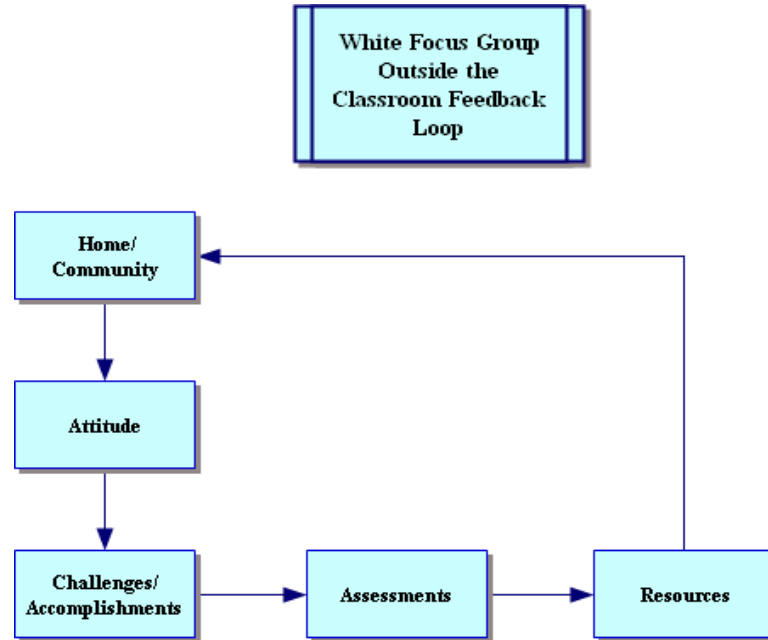 White Focus Group
Outside the
Classroom Feedback
Loop
Home/
Community
Attitude
Challenges/
Accomplishments
Assessments
Resources